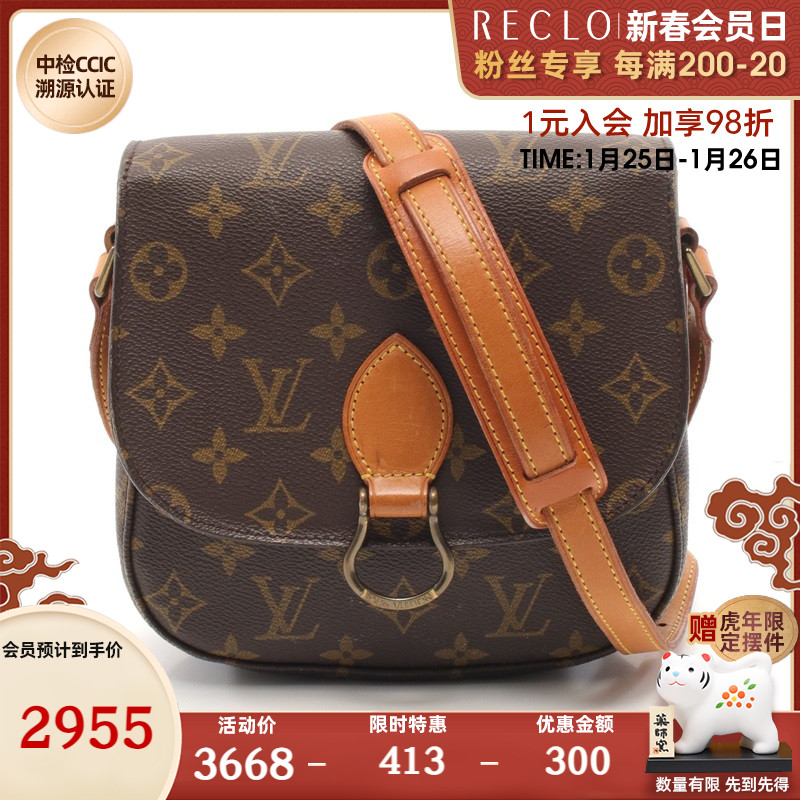 中检CCIC
溯源认证
RECLO|新春会员日
粉丝专享 每满200-20
1元入会 加享98折
TIME:1月25日-1月26日
会员预计到手价
2955
活动价
3668
-
限时特惠
413
-
优惠金额
300
赠
虎年限
定摆件
薬師窯
数量有限 先到先得